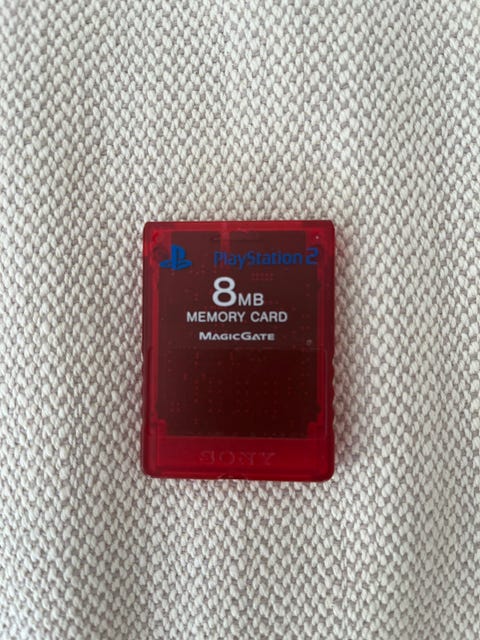 PlayStation 2
8MB
MEMORY CARD
MAGICGATE
SONY